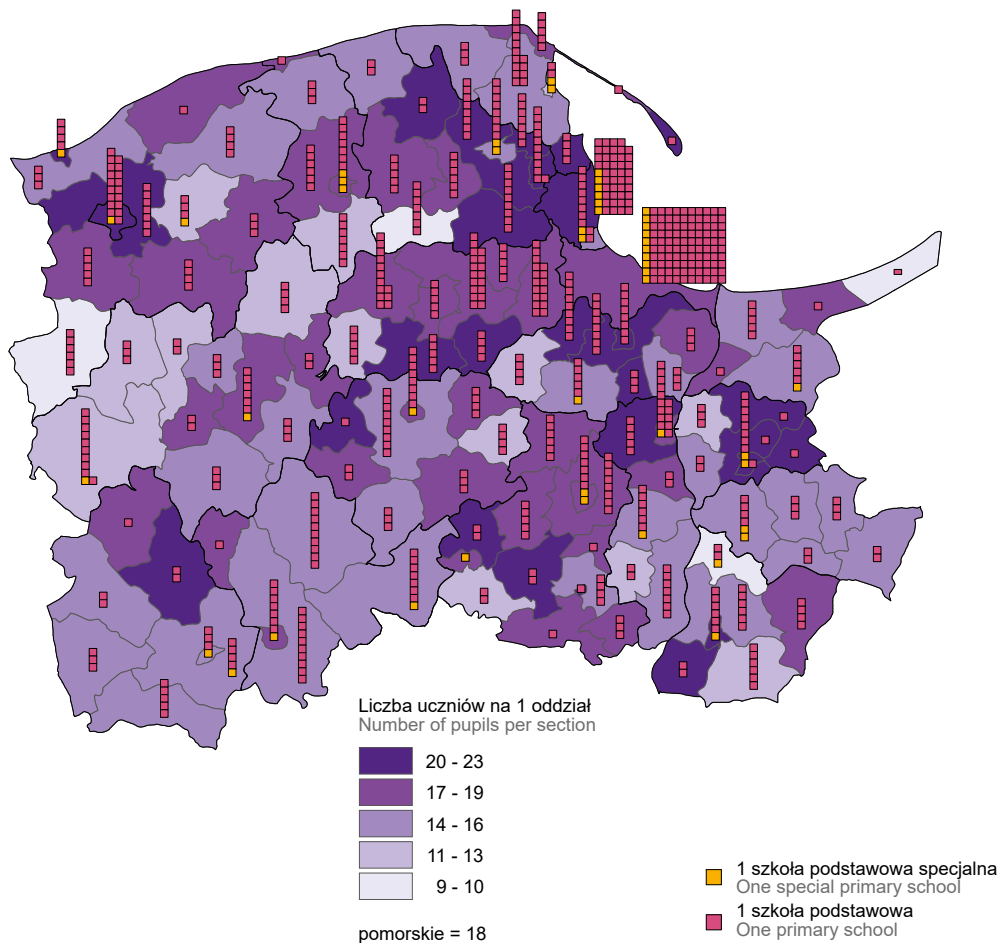 Liczba uczniów na 1 oddział
Number of pupils per section
20 - 23
17 - 19
14 - 16
11 - 13
9 - 10
pomorskie = 18
1 szkoła podstawowa specjalna
One special primary school
1 szkoła podstawowa
One primary school